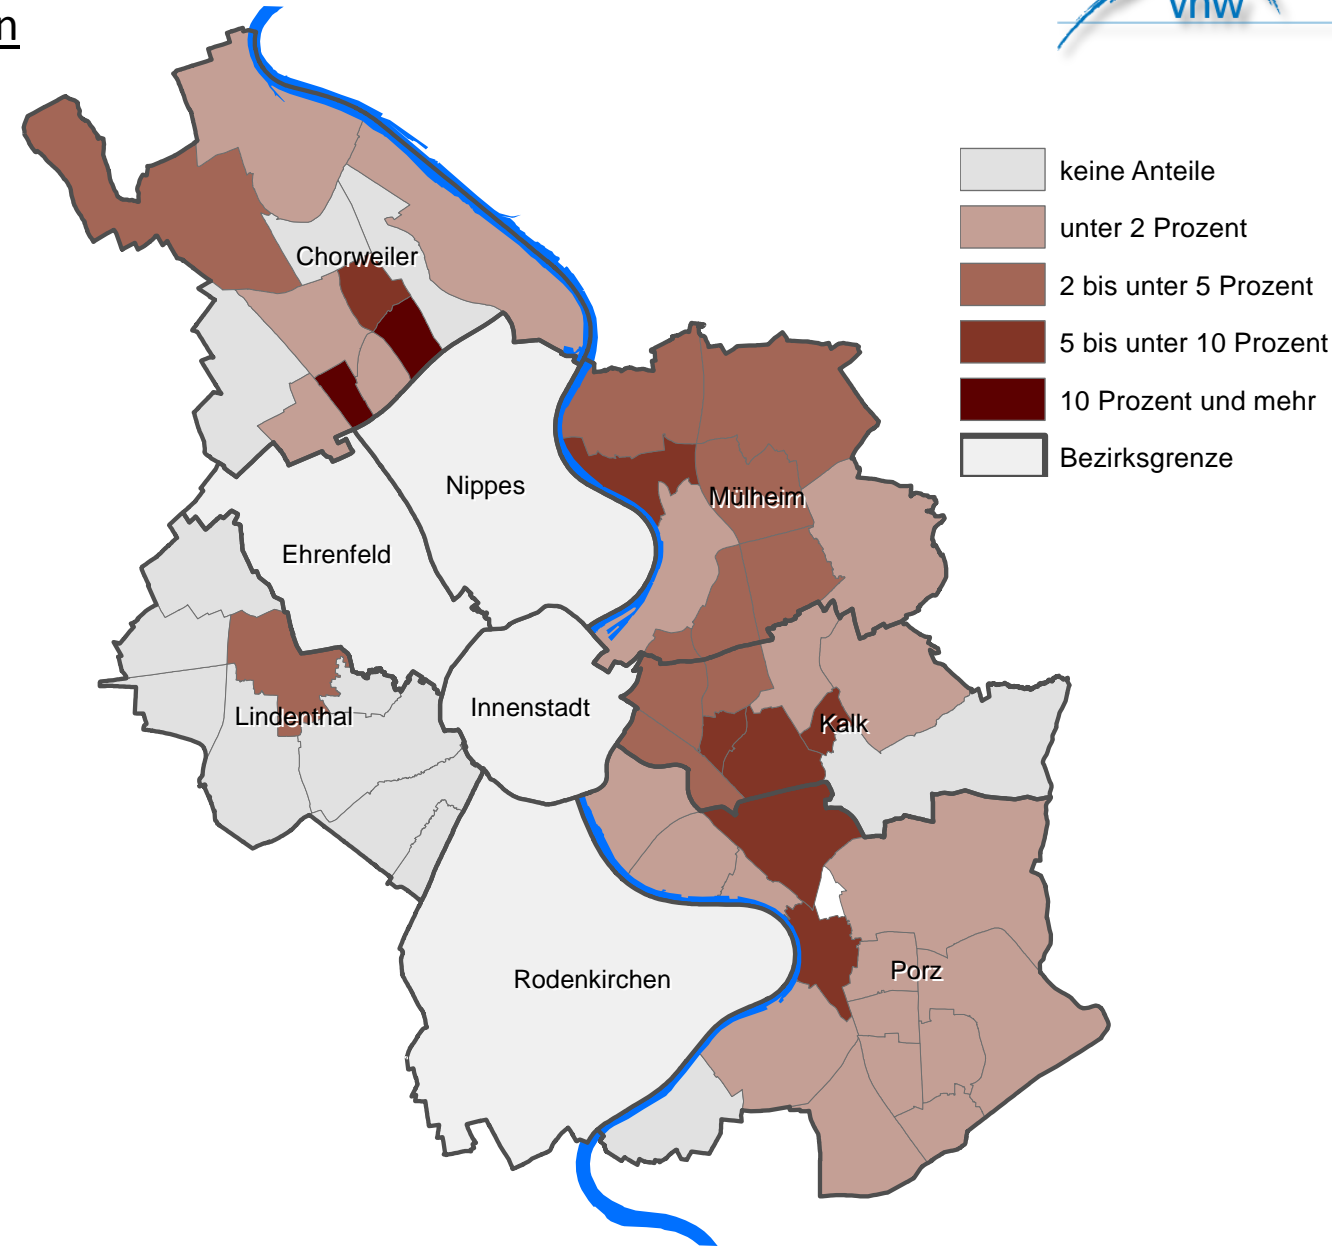 n
vhw
keine Anteile
unter 2 Prozent
2 bis unter 5 Prozent
5 bis unter 10 Prozent
10 Prozent und mehr
Bezirksgrenze
Chorweiler
Nippes
Mülheim
Ehrenfeld
Lindenthal
Innenstadt
Kalk
Porz
Rodenkirchen